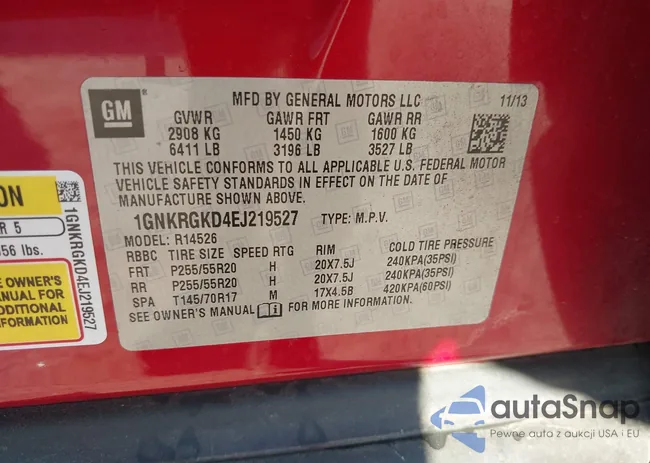 GM
MFD BY GENERAL MOTORS LLC 11/13
GVWR GAWR FRT GAWR RR
2908 KG 1450 KG 1600 KG
6411 LB 3196 LB 3527 LB
THIS VEHICLE CONFORMS TO ALL APPLICABLE U.S. FEDERAL MOTOR
VEHICLE SAFETY STANDARDS IN EFFECT ON THE DATE OF
MANUFACTURE SHOWN ABOVE.
1GNKRGKD4EJ219527 TYPE: M.P.V.
MODEL: R14526
RBBC TIRE SIZE SPEED RTG RIM COLD TIRE PRESSURE
FRT P255/55R20 H 20X7.5J 240KPA(35PSI)
RR P255/55R20 H 20X7.5J 240KPA(35PSI)
SPA T145/70R17 M 17X4.5B 420KPA(60PSI)
SEE OWNER'S MANUAL FOR MORE INFORMATION.
ON
R 5
56 lbs.
E OWNER'S
ANUAL FOR
DDITIONAL
ORMATION
1GNKRGKD4EJ219527
autoSnap
Pewne auta z aukcji USA i EU